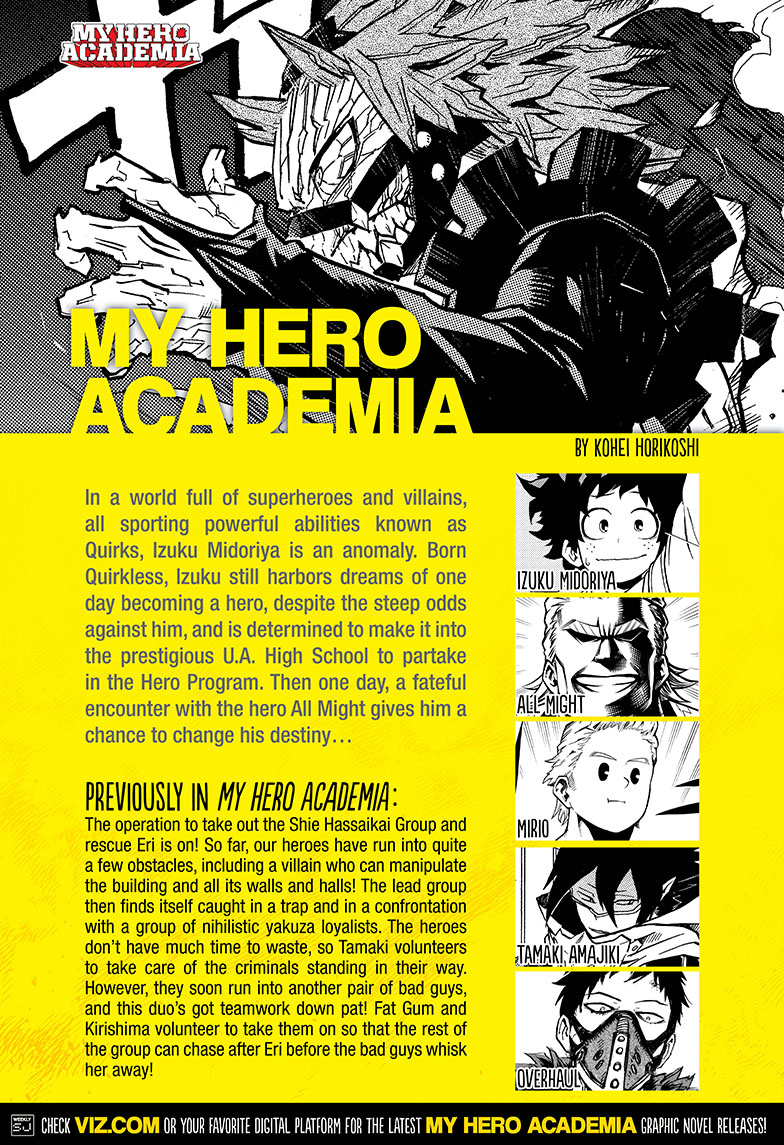 MY HERO
ACADEMIA
MY HERO
ACADEMIA
BY KOHEI HORIKOSHI
In a world full of superheroes and villains,
all sporting powerful abilities known as
Quirks, Izuku Midoriya is an anomaly. Born
Quirkless, Izuku still harbors dreams of one
day becoming a hero, despite the steep odds
against him, and is determined to make it into
the prestigious U.A. High School to partake
in the Hero Program. Then one day, a fateful
encounter with the hero All Might gives him a
chance to change his destiny…
PREVIOUSLY IN MY HERO ACADEMIA:
The operation to take out the Shie Hassaikai Group and
rescue Eri is on! So far, our heroes have run into quite
a few obstacles, including a villain who can manipulate
the building and all its walls and halls! The lead group
then finds itself caught in a trap and in a confrontation
with a group of nihilistic yakuza loyalists. The heroes
don't have much time to waste, so Tamaki volunteers
to take care of the criminals standing in their way.
However, they soon run into another pair of bad guys,
and this duo's got teamwork down pat! Fat Gum and
Kirishima volunteer to take them on so that the rest of
the group can chase after Eri before the bad guys whisk
her away!
IZUKU MIDORIYA
ALL MIGHT
MIRIO
TAMAKI AMAJIKI
OVERHAUL
WEEKLY
SJ
CHECK VIZ.COM OR YOUR FAVORITE DIGITAL PLATFORM FOR THE LATEST MY HERO ACADEMIA GRAPHIC NOVEL RELEASES!